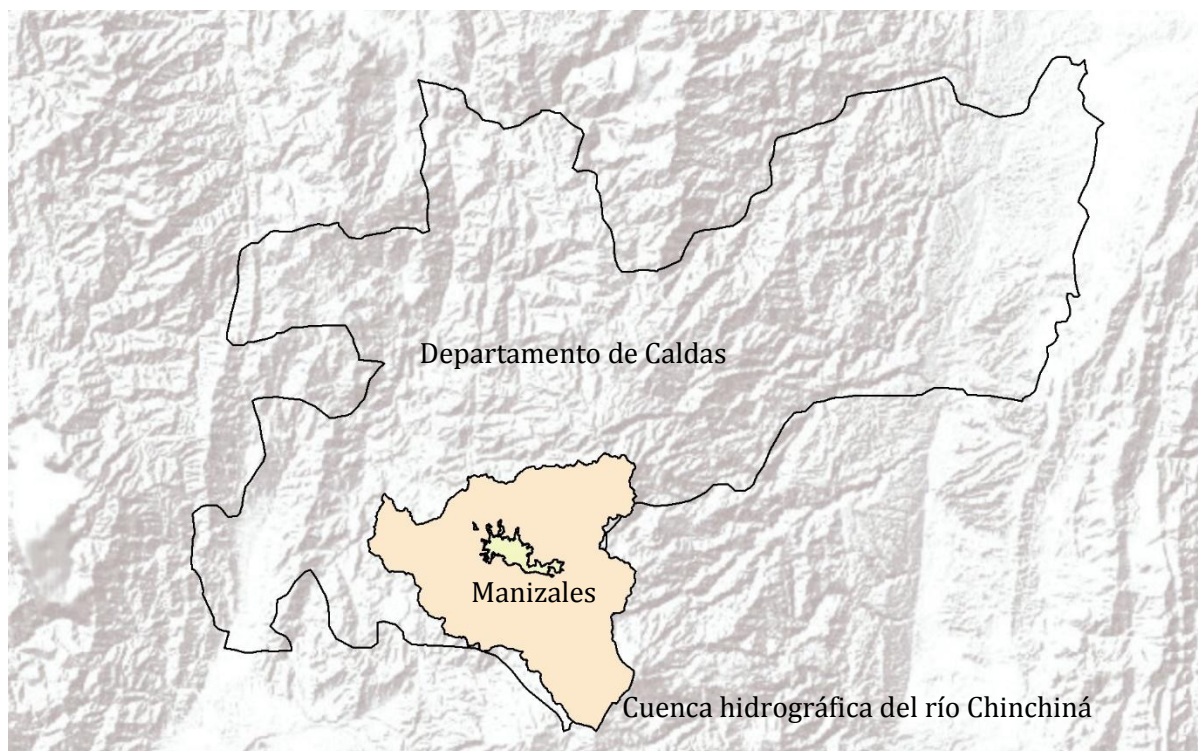 Departamento de Caldas
Manizales
Cuenca hidrográfica del río Chinchiná